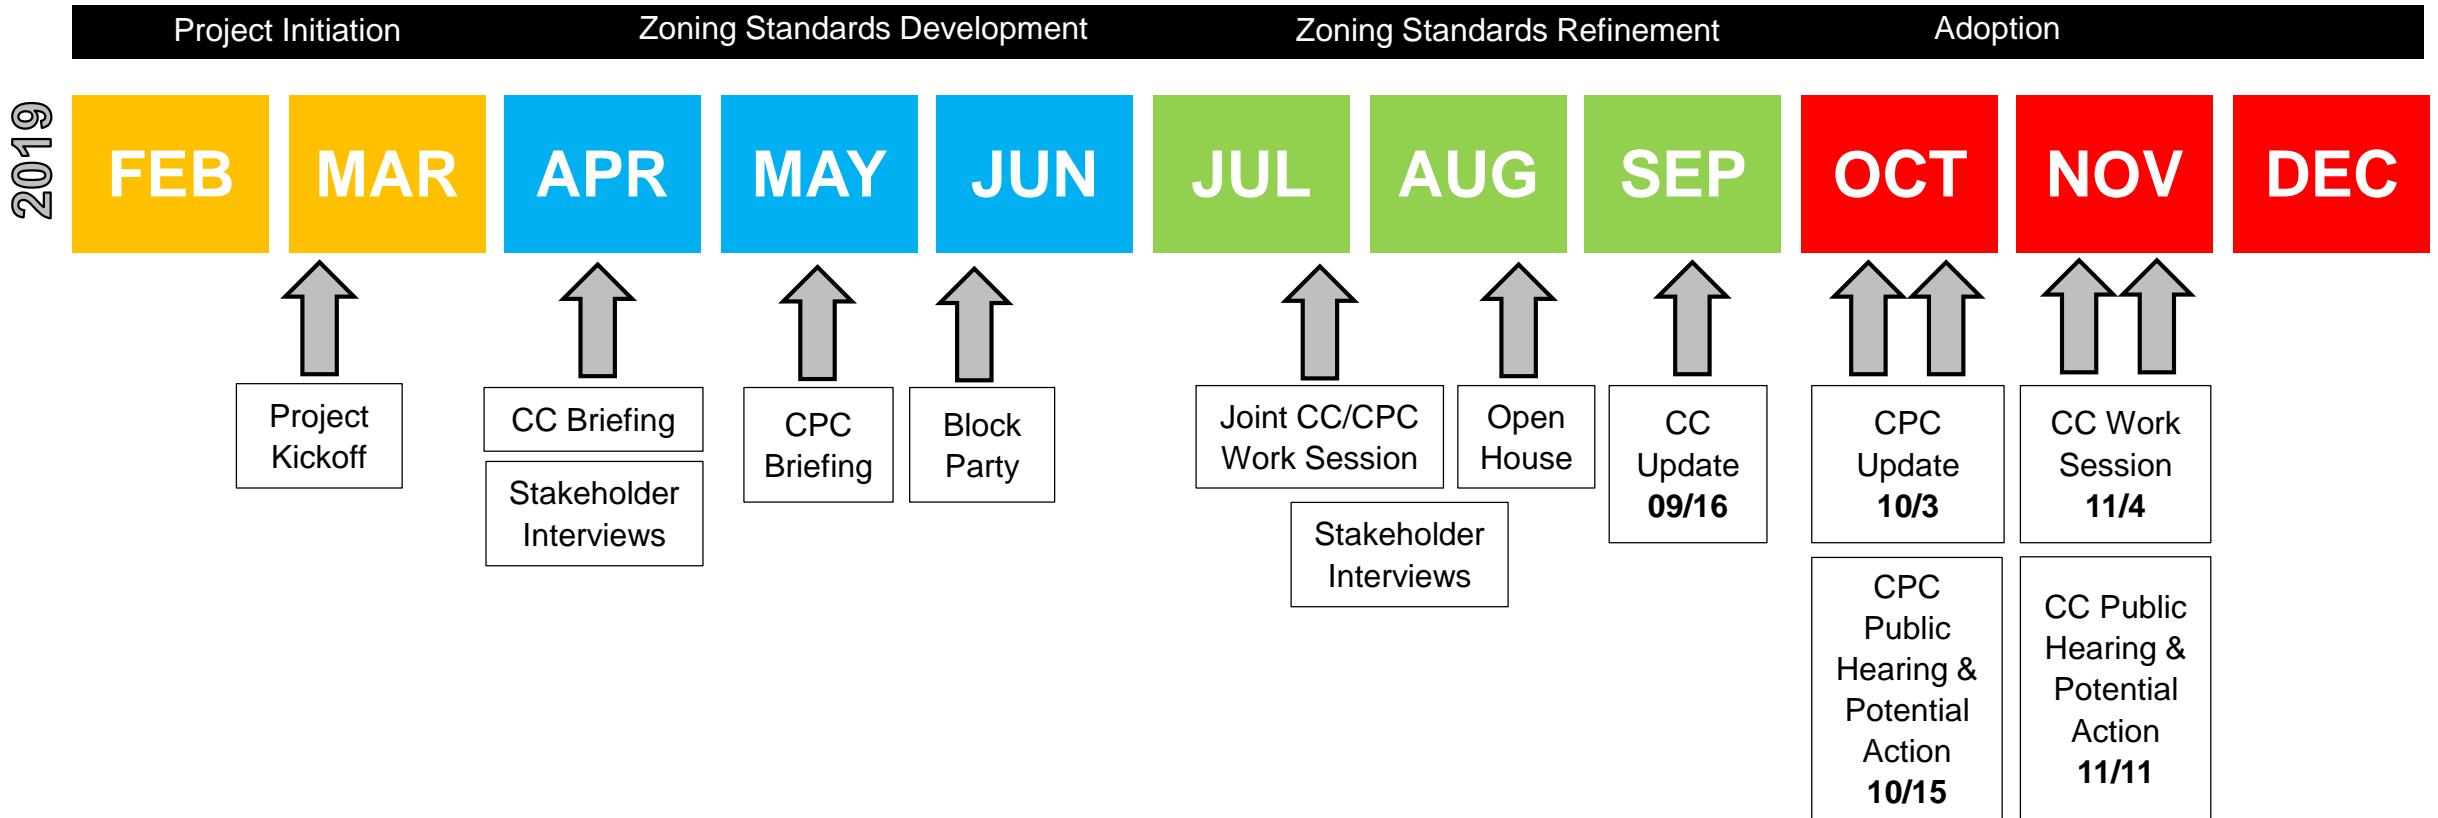 Project Initiation
Zoning Standards Development
Zoning Standards Refinement
Adoption
2019
FEB
MAR
APR
MAY
JUN
JUL
AUG
SEP
OCT
NOV
DEC
Project
Kickoff
CC Briefing
Stakeholder
Interviews
CPC
Briefing
Block
Party
Joint CC/CPC
Work Session
Stakeholder
Interviews
Open
House
CC
Update
09/16
CPC
Update
10/3
CPC
Public
Hearing &
Potential
Action
10/15
CC Work
Session
11/4
CC Public
Hearing &
Potential
Action
11/11